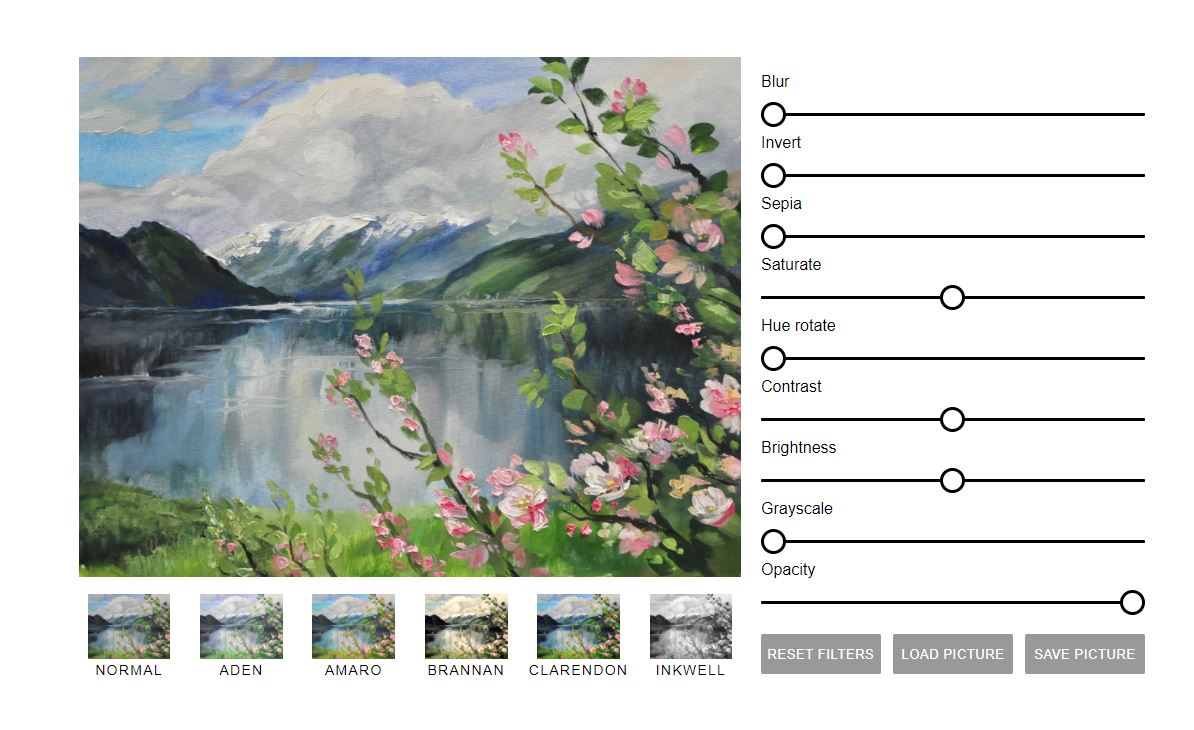 Blur
Invert
Sepia
Saturate
Hue rotate
Contrast
Brightness
Grayscale
Opacity
NORMAL ADEN AMARO BRANNAN CLARENDON INKWELL
RESET FILTERS LOAD PICTURE SAVE PICTURE